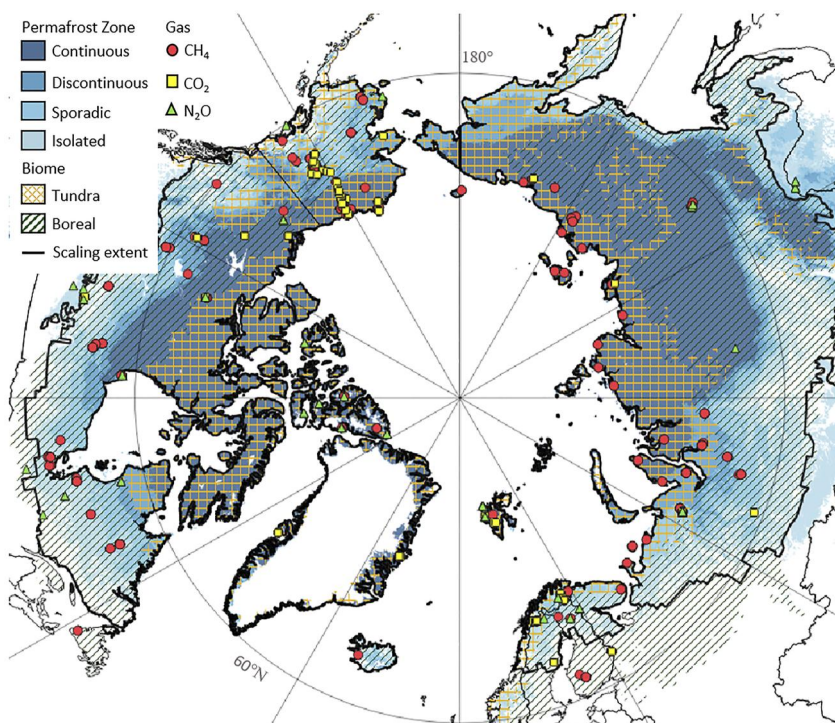 Permafrost Zone
Continuous
Discontinuous
Sporadic
Isolated
Biome
Tundra
Boreal
Scaling extent
Gas
CH₄
CO₂
N₂O
180°
60°N